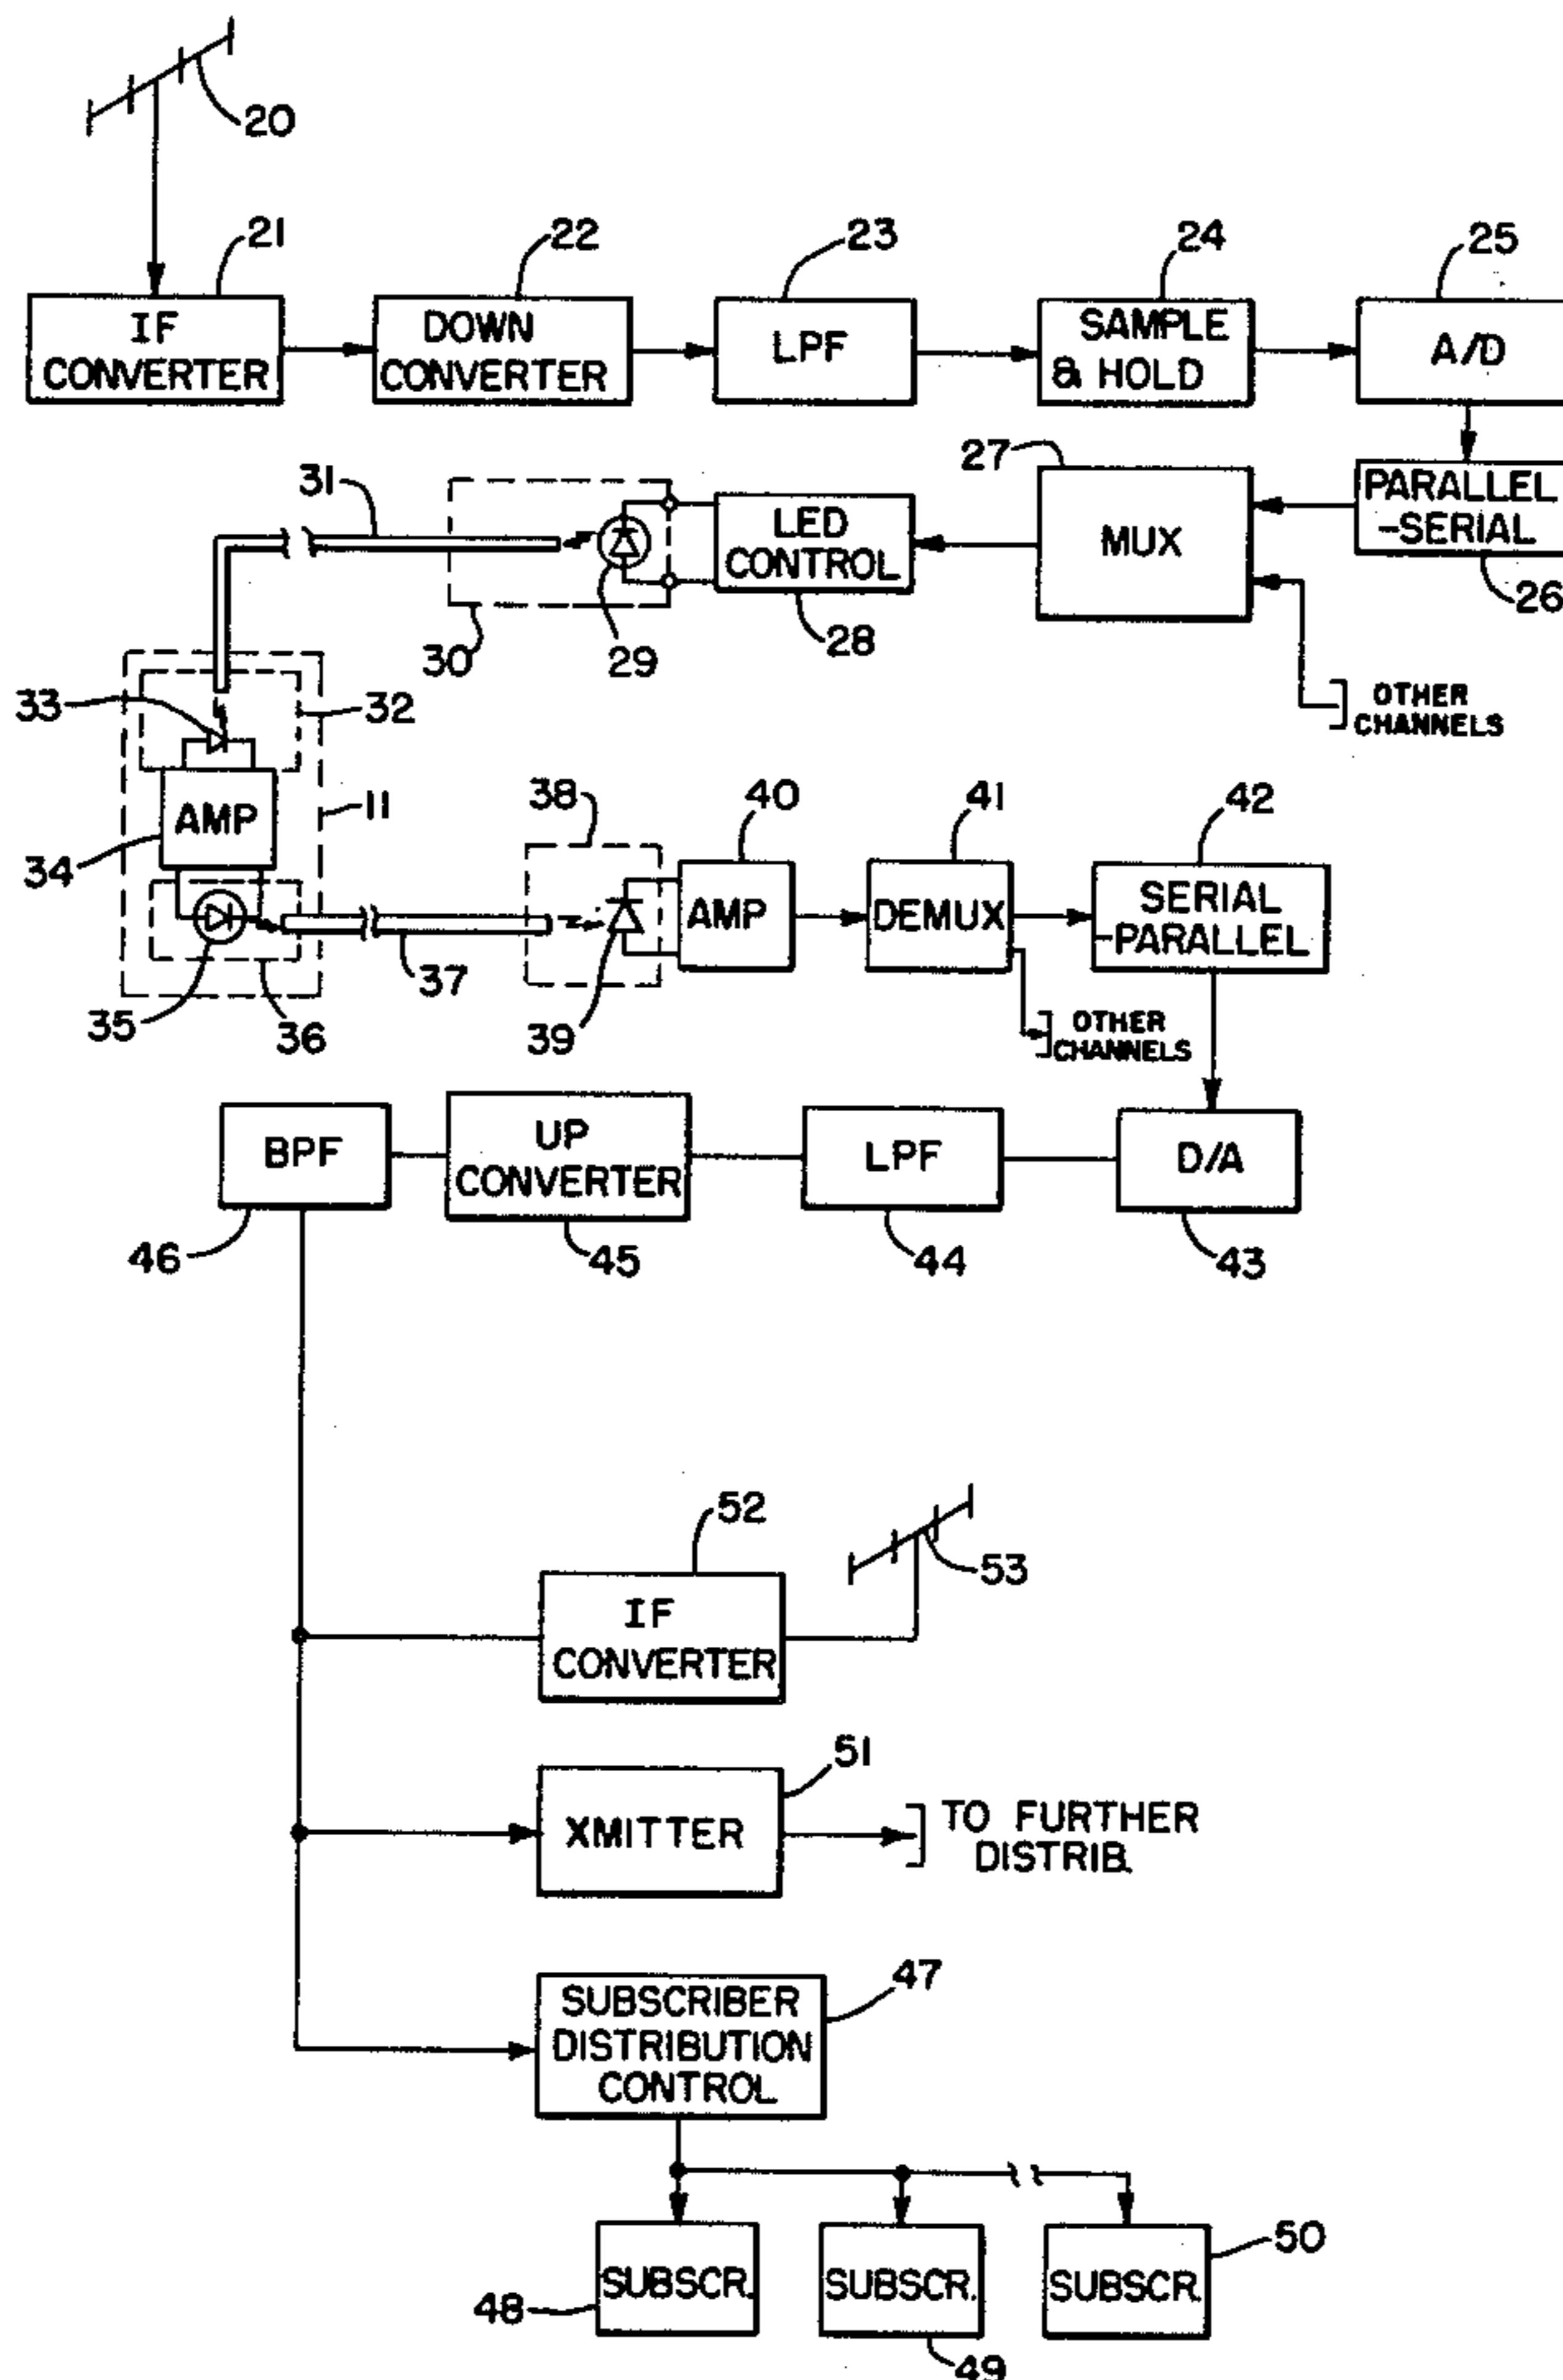 20
21
22
23
24
25
IF
CONVERTER
DOWN
CONVERTER
LPF
SAMPLE
& HOLD
A/D
27
31
PARALLEL
-SERIAL
LED
CONTROL
MUX
26
30
29
28
33
32
OTHER
CHANNELS
11
AMP
34
38
40
41
42
AMP
DEMUX
SERIAL
-PARALLEL
37
35
36
39
OTHER
CHANNELS
BPF
UP
CONVERTER
LPF
D/A
46
45
44
43
52
53
IF
CONVERTER
51
XMITTER
TO FURTHER
DISTRIB.
47
SUBSCRIBER
DISTRIBUTION
CONTROL
50
SUBSCR.
SUBSCR.
SUBSCR.
48
49